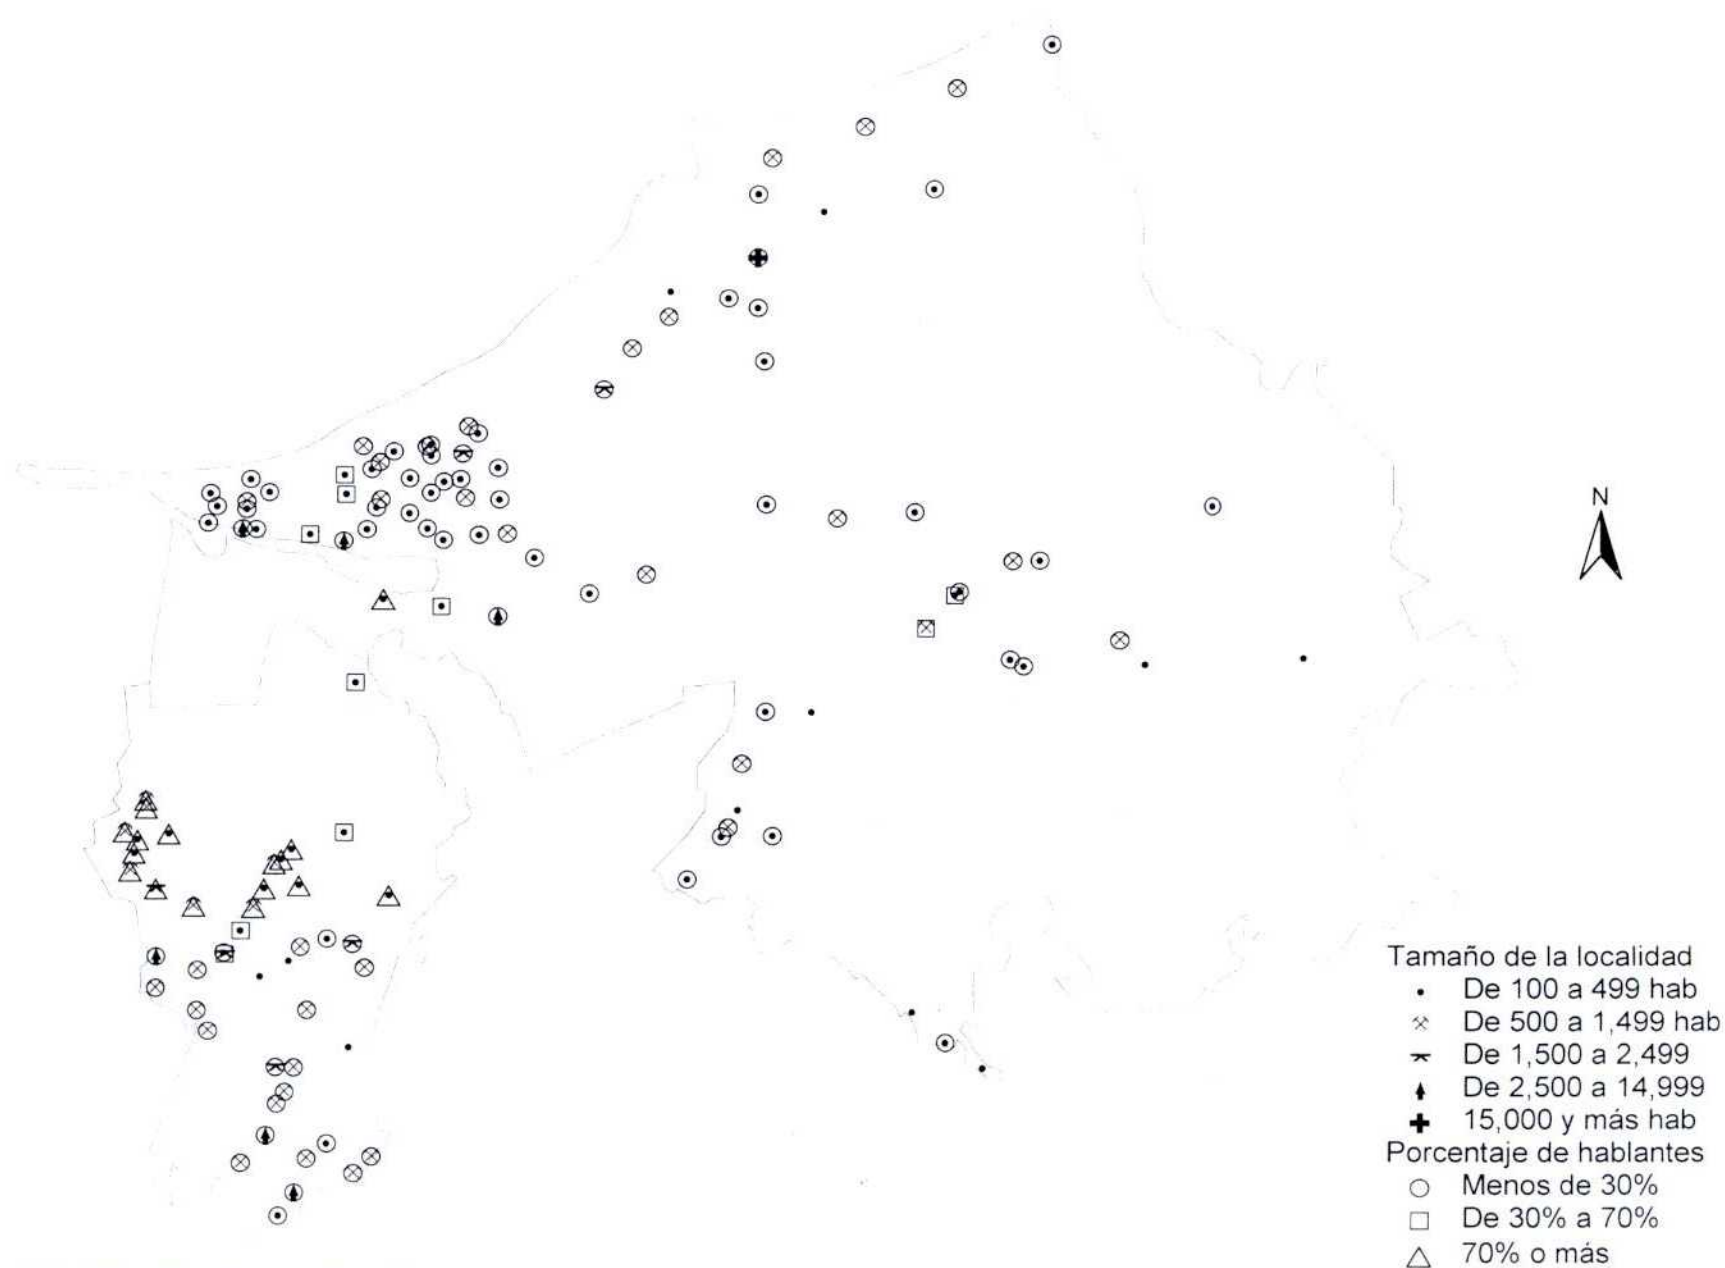 N
Tamaño de la localidad
De 100 a 499 hab
De 500 a 1,499 hab
De 1,500 a 2,499
De 2,500 a 14,999
15,000 y más hab
Porcentaje de hablantes
Menos de 30%
De 30% a 70%
70% o más